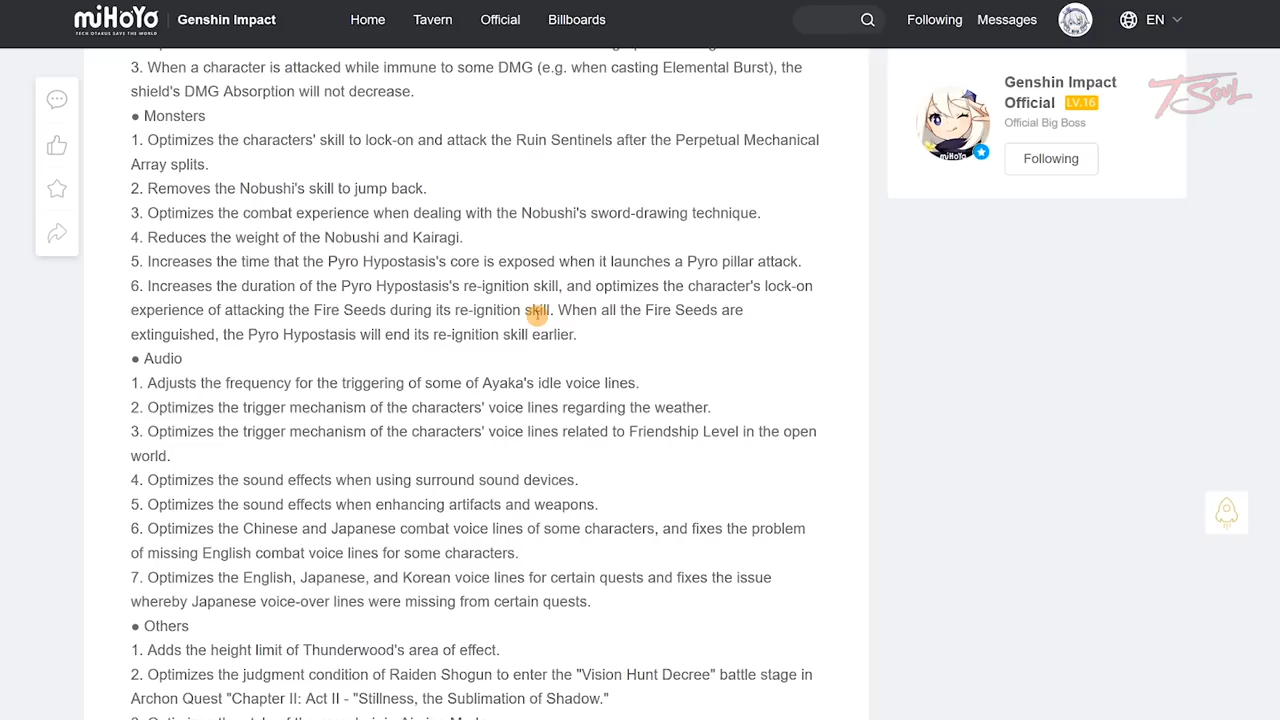 miHoYo
TECH OTAKUS SAVE THE WORLD
Genshin Impact
Home
Tavern
Official
Billboards
Following
Messages
EN
3. When a character is attacked while immune to some DMG (e.g. when casting Elemental Burst), the
shield's DMG Absorption will not decrease.
● Monsters
1. Optimizes the characters' skill to lock-on and attack the Ruin Sentinels after the Perpetual Mechanical
Array splits.
2. Removes the Nobushi's skill to jump back.
3. Optimizes the combat experience when dealing with the Nobushi's sword-drawing technique.
4. Reduces the weight of the Nobushi and Kairagi.
5. Increases the time that the Pyro Hypostasis's core is exposed when it launches a Pyro pillar attack.
6. Increases the duration of the Pyro Hypostasis's re-ignition skill, and optimizes the character's lock-on
experience of attacking the Fire Seeds during its re-ignition skill. When all the Fire Seeds are
extinguished, the Pyro Hypostasis will end its re-ignition skill earlier.
● Audio
1. Adjusts the frequency for the triggering of some of Ayaka's idle voice lines.
2. Optimizes the trigger mechanism of the characters' voice lines regarding the weather.
3. Optimizes the trigger mechanism of the characters' voice lines related to Friendship Level in the open
world.
4. Optimizes the sound effects when using surround sound devices.
5. Optimizes the sound effects when enhancing artifacts and weapons.
6. Optimizes the Chinese and Japanese combat voice lines of some characters, and fixes the problem
of missing English combat voice lines for some characters.
7. Optimizes the English, Japanese, and Korean voice lines for certain quests and fixes the issue
whereby Japanese voice-over lines were missing from certain quests.
● Others
1. Adds the height limit of Thunderwood's area of effect.
2. Optimizes the judgment condition of Raiden Shogun to enter the "Vision Hunt Decree" battle stage in
Archon Quest "Chapter II: Act II - "Stillness, the Sublimation of Shadow."
Genshin Impact
Official LV.16
Official Big Boss
miHoYo
Following
TSoul